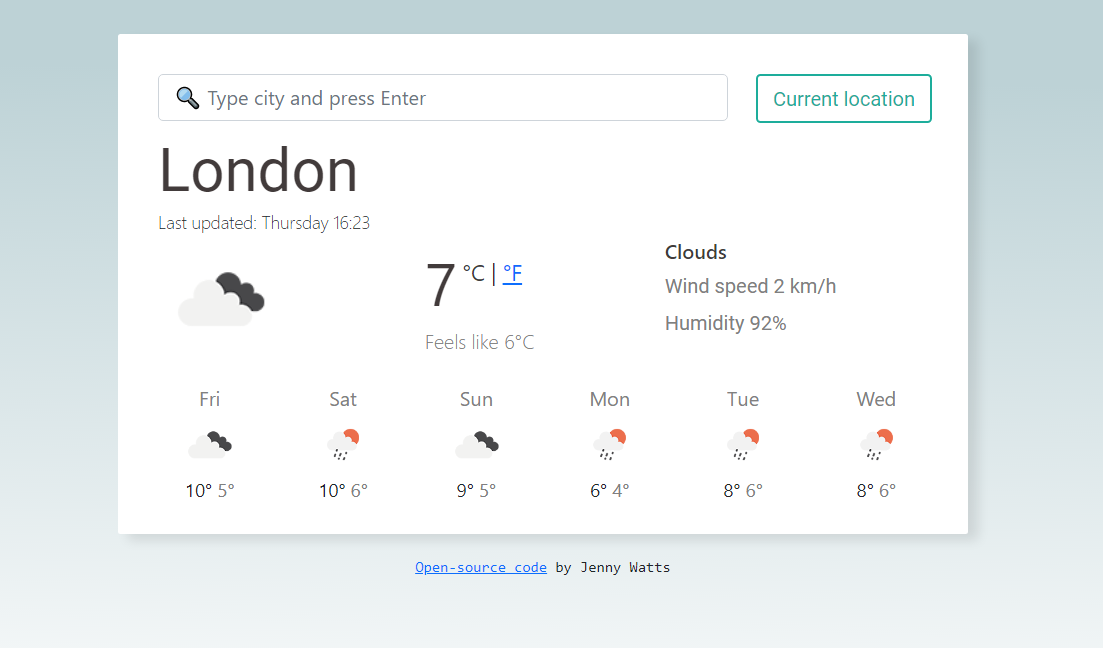 Type city and press Enter
Current location
London
Last updated: Thursday 16:23
7 °C | °F
Feels like 6°C
Clouds
Wind speed 2 km/h
Humidity 92%
Fri Sat Sun Mon Tue Wed
10° 5° 10° 6° 9° 5° 6° 4° 8° 6° 8° 6°
Open-source code by Jenny Watts